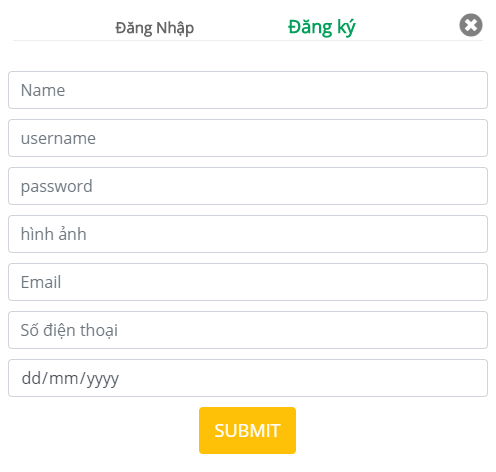 Đăng Nhập Đăng ký
Name
username
password
hình ảnh
Email
Số điện thoại
dd/mm/yyyy
SUBMIT